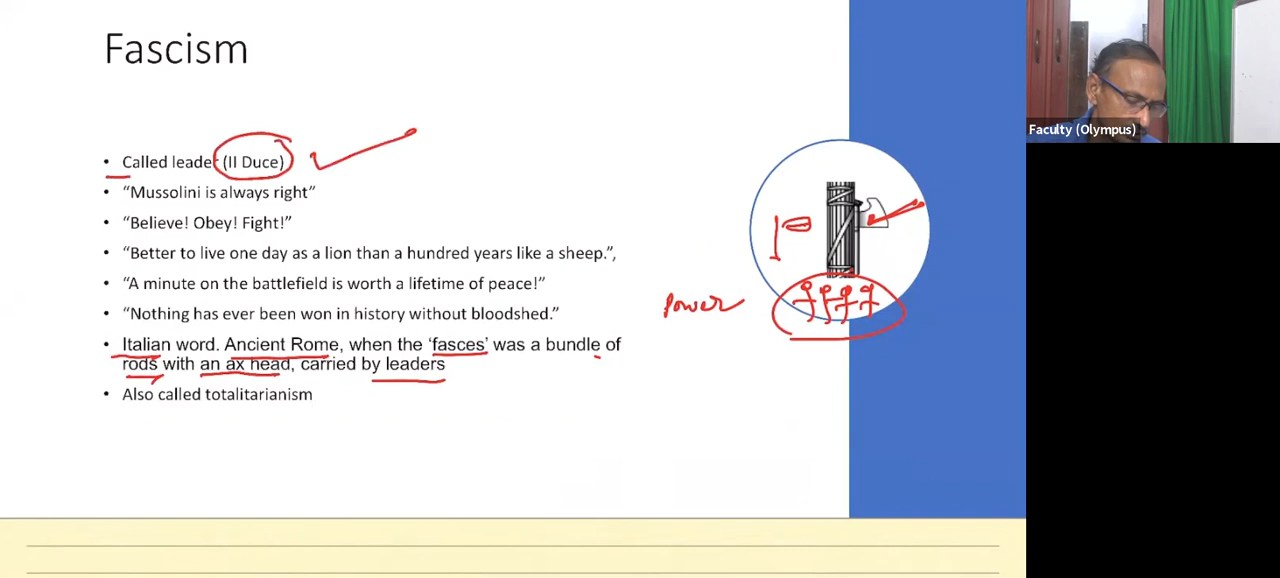 Fascism
Faculty (Olympus)
• Called leader (II Duce)
• “Mussolini is always right”
• “Believe! Obey! Fight!”
• “Better to live one day as a lion than a hundred years like a sheep.”,
• “A minute on the battlefield is worth a lifetime of peace!”
• “Nothing has ever been won in history without bloodshed.”
power
• Italian word. Ancient Rome, when the ‘fasces’ was a bundle of
rods with an ax head, carried by leaders
• Also called totalitarianism